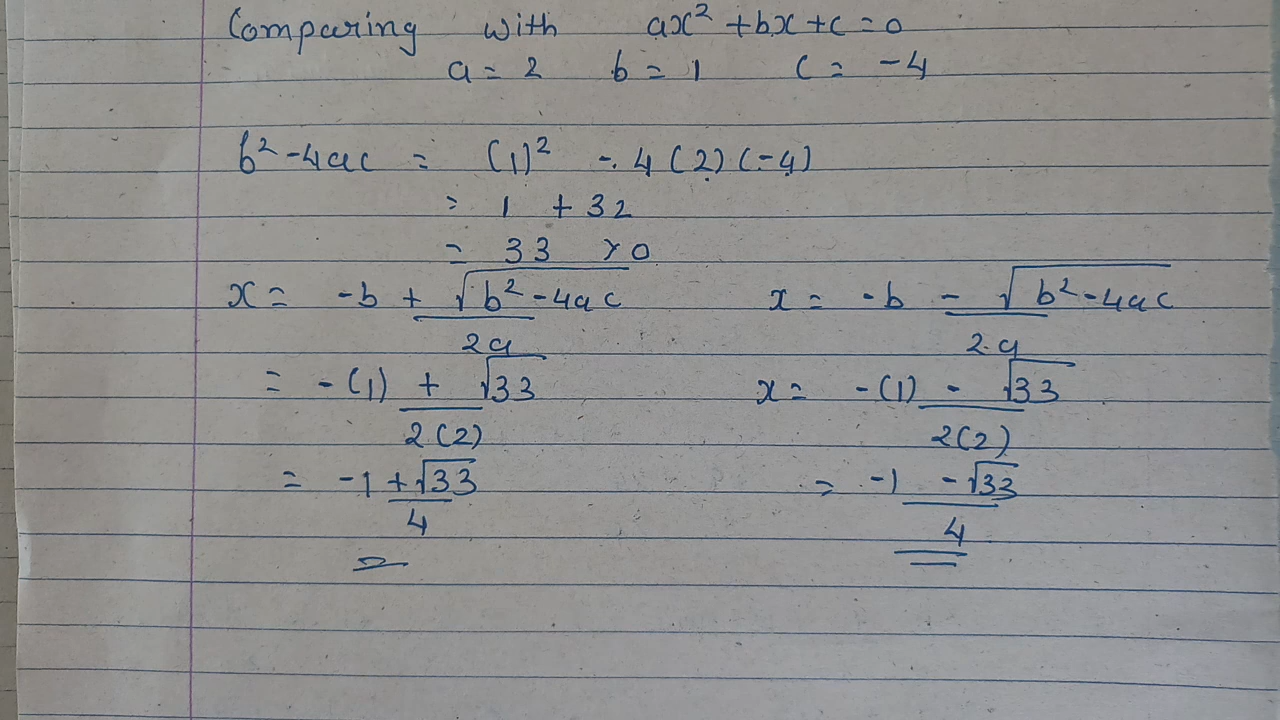 Comparing with ax² + bx + c = 0
a = 2 b = 1 c = -4
b² - 4ac = (1)² - 4 (2) (-4)
= 1 + 32
= 33 > 0
x = -b + √b² - 4ac x = -b - √b² - 4ac
2a 2a
= -(1) + √33 x = -(1) - √33
2(2) 2(2)
= -1 + √33 = -1 - √33
4 4